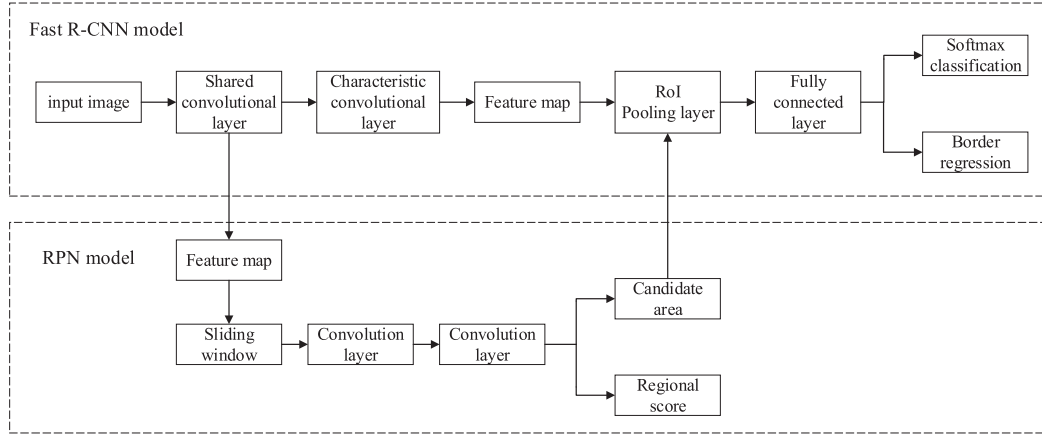 Fast R-CNN model
input image
Shared
convolutional
layer
Characteristic
convolutional
layer
Feature map
RoI
Pooling layer
Fully
connected
layer
Softmax
classification
Border
regression
RPN model
Feature map
Sliding
window
Convolution
layer
Convolution
layer
Candidate
area
Regional
score